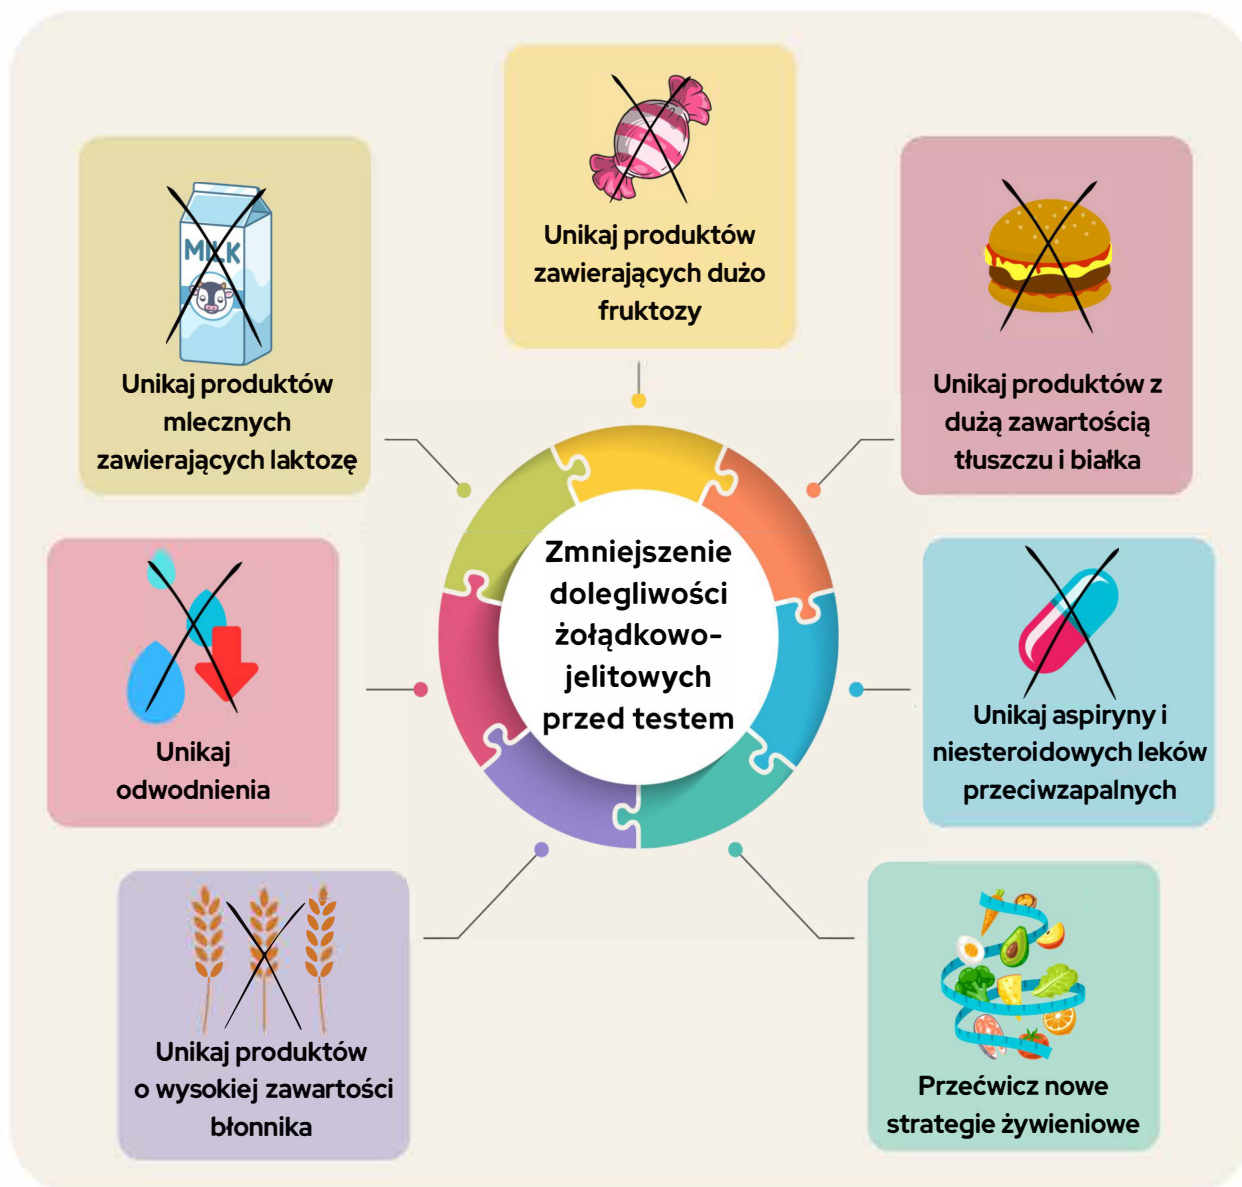 Unikaj produktów
zawierających dużo
fruktozy
MILK
Unikaj produktów
mlecznych
zawierających laktozę
Unikaj produktów z
dużą zawartością
tłuszczu i białka
Zmniejszenie
dolegliwości
żołądkowo-
jelitowych
przed testem
Unikaj
odwodnienia
Unikaj aspiryny i
niesteroidowych leków
przeciwzapalnych
Unikaj produktów
o wysokiej zawartości
błonnika
Przećwicz nowe
strategie żywieniowe